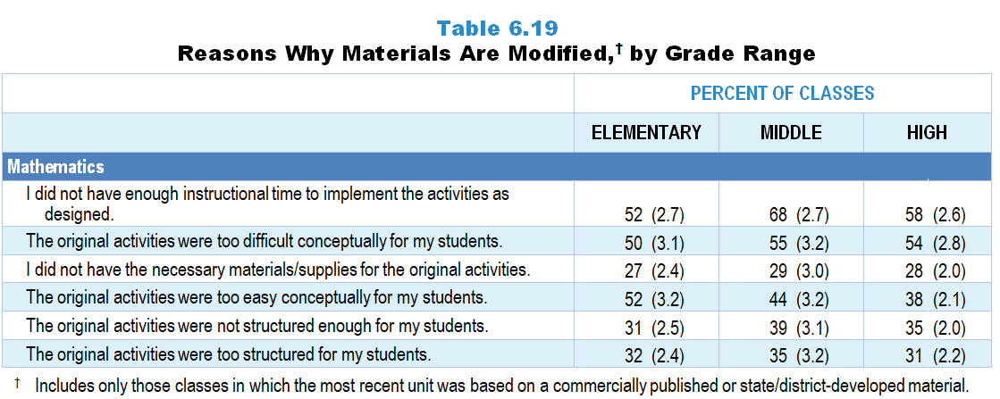 Table 6.19
Reasons Why Materials Are Modified,† by Grade Range
PERCENT OF CLASSES
ELEMENTARY MIDDLE HIGH
Mathematics
I did not have enough instructional time to implement the activities as
designed. 52 (2.7) 68 (2.7) 58 (2.6)
The original activities were too difficult conceptually for my students. 50 (3.1) 55 (3.2) 54 (2.8)
I did not have the necessary materials/supplies for the original activities. 27 (2.4) 29 (3.0) 28 (2.0)
The original activities were too easy conceptually for my students. 52 (3.2) 44 (3.2) 38 (2.1)
The original activities were not structured enough for my students. 31 (2.5) 39 (3.1) 35 (2.0)
The original activities were too structured for my students. 32 (2.4) 35 (3.2) 31 (2.2)
† Includes only those classes in which the most recent unit was based on a commercially published or state/district-developed material.